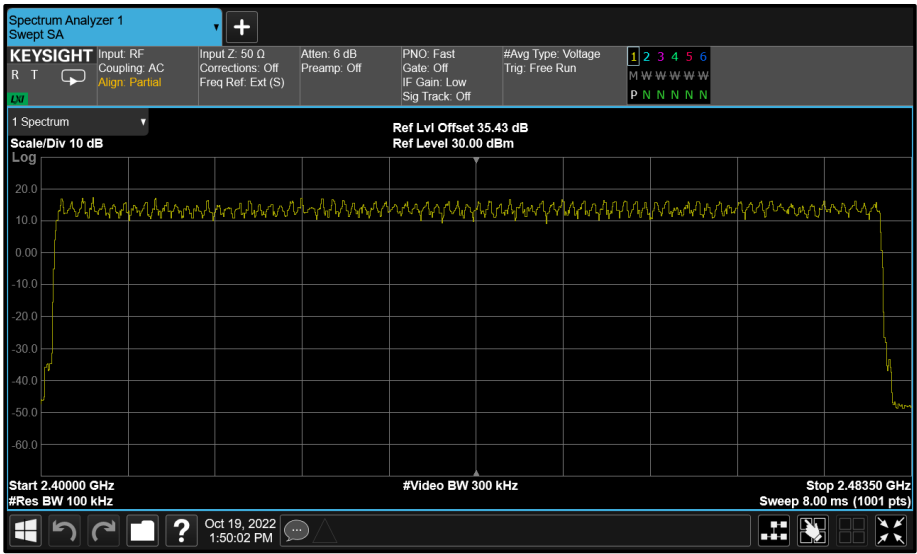 Spectrum Analyzer 1
Swept SA
KEYSIGHT
R T
LXI
Input: RF
Coupling: AC
Align: Partial
Input Z: 50 Ω
Corrections: Off
Freq Ref: Ext (S)
Atten: 6 dB
Preamp: Off
PNO: Fast
Gate: Off
IF Gain: Low
Sig Track: Off
#Avg Type: Voltage
Trig: Free Run
1 2 3 4 5 6
M W W W W W
P N N N N N
1 Spectrum
Scale/Div 10 dB
Ref Lvl Offset 35.43 dB
Ref Level 30.00 dBm
Log
20.0
10.0
0.00
-10.0
-20.0
-30.0
-40.0
-50.0
-60.0
Start 2.40000 GHz
#Res BW 100 kHz
#Video BW 300 kHz
Stop 2.48350 GHz
Sweep 8.00 ms (1001 pts)
?
Oct 19, 2022
1:50:02 PM